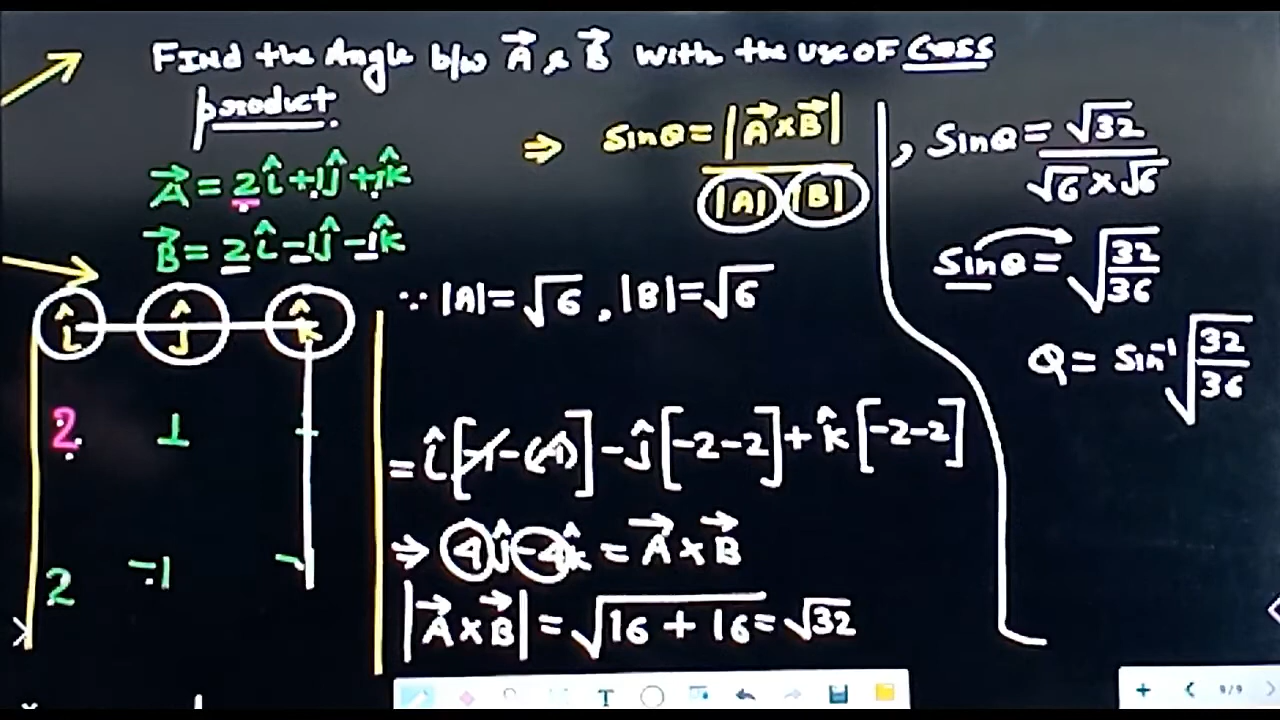 Find the Angle b/w A⃗ & B⃗ with the use of Cross
product.
A⃗ = 2î+1ĵ+1k̂
B⃗ = 2î-1ĵ-1k̂
î ĵ k̂
2 1
2 -1
⇒ Sinθ = |A⃗×B⃗| / |A| |B|
∵ |A|=√6, |B|=√6
= î[-1-(-1)]-ĵ[-2-2]+k̂[-2-2]
⇒ 4ĵ-4k̂ = A⃗×B⃗
|A⃗×B⃗| = √16+16 = √32
, Sinθ = √32 / √6×√6
Sinθ = √32/36
θ = Sin⁻¹√32/36
T
9/9